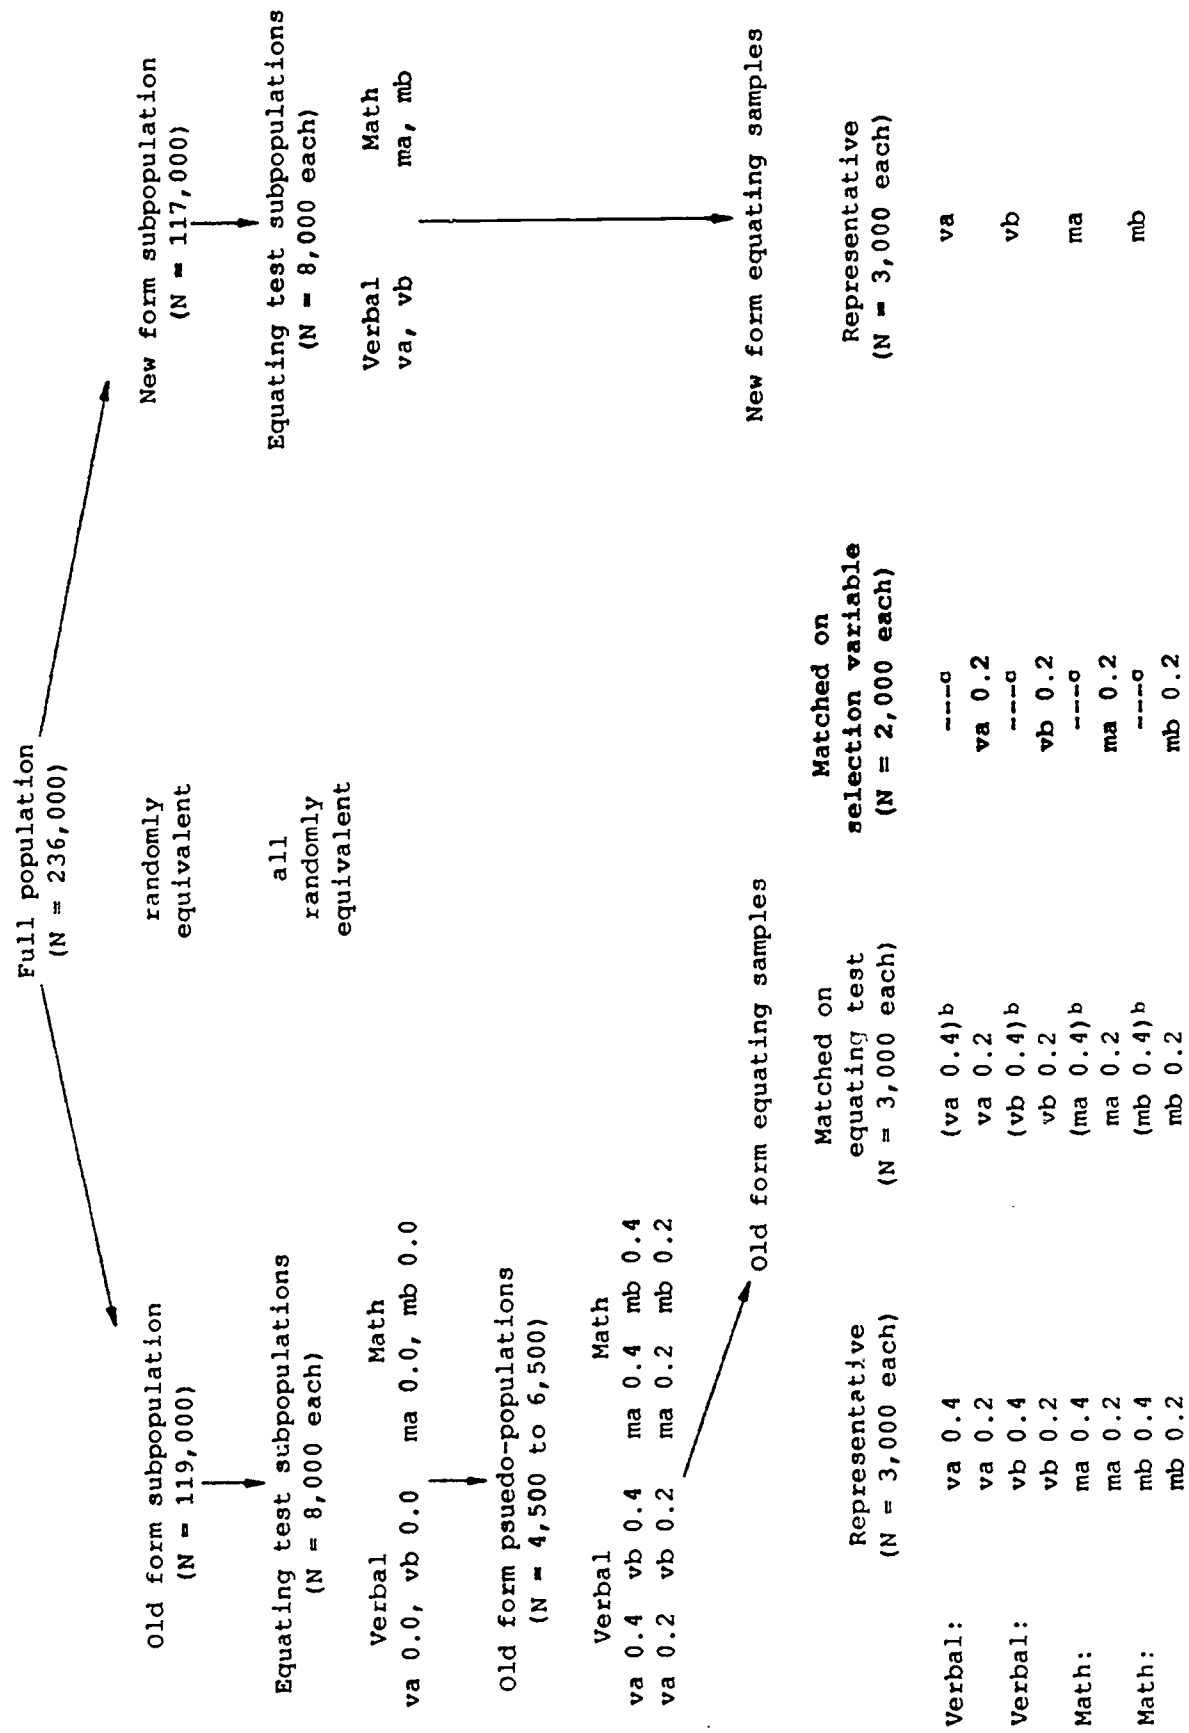 Full population
(N = 236,000)
Old form subpopulation
(N = 119,000)
randomly
equivalent
New form subpopulation
(N = 117,000)
Equating test subpopulations
(N = 8,000 each)
all
randomly
equivalent
Equating test subpopulations
(N = 8,000 each)
Verbal Math
va 0.0, vb 0.0 ma 0.0, mb 0.0
Verbal Math
va, vb ma, mb
Old form psuedo-populations
(N = 4,500 to 6,500)
Verbal Math
va 0.4 vb 0.4 ma 0.4 mb 0.4
va 0.2 vb 0.2 ma 0.2 mb 0.2
Old form equating samples
New form equating samples
Representative
(N = 3,000 each)
Matched on
equating test
(N = 3,000 each)
Matched on
selection variable
(N = 2,000 each)
Representative
(N = 3,000 each)
Verbal: va 0.4 (va 0.4)b ----c va
va 0.2 va 0.2 va 0.2
Verbal: vb 0.4 (vb 0.4)b ----c vb
vb 0.2 vb 0.2 vb 0.2
Math: ma 0.4 (ma 0.4)b ----c ma
ma 0.2 ma 0.2 ma 0.2
Math: mb 0.4 (mb 0.4)b ----c mb
mb 0.2 mb 0.2 mb 0.2